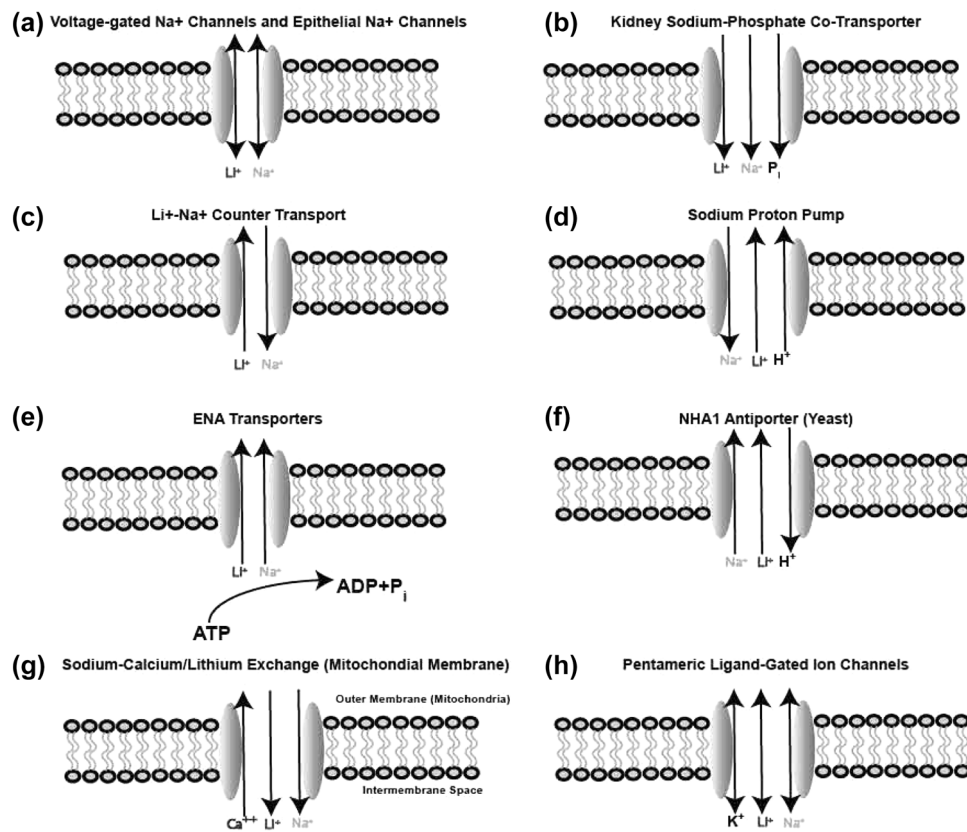 (a) Voltage-gated Na+ Channels and Epithelial Na+ Channels
Li+ Na+
(b) Kidney Sodium-Phosphate Co-Transporter
Li+ Na+ Pi
(c) Li+-Na+ Counter Transport
Li+ Na+
(d) Sodium Proton Pump
Na+ Li+ H+
(e) ENA Transporters
Li+ Na+
ADP+Pi
ATP
(f) NHA1 Antiporter (Yeast)
Na+ Li+ H+
(g) Sodium-Calcium/Lithium Exchange (Mitochondial Membrane)
Outer Membrane (Mitochondria)
Intermembrane Space
Ca++ Li+ Na+
(h) Pentameric Ligand-Gated Ion Channels
K+ Li+ Na+